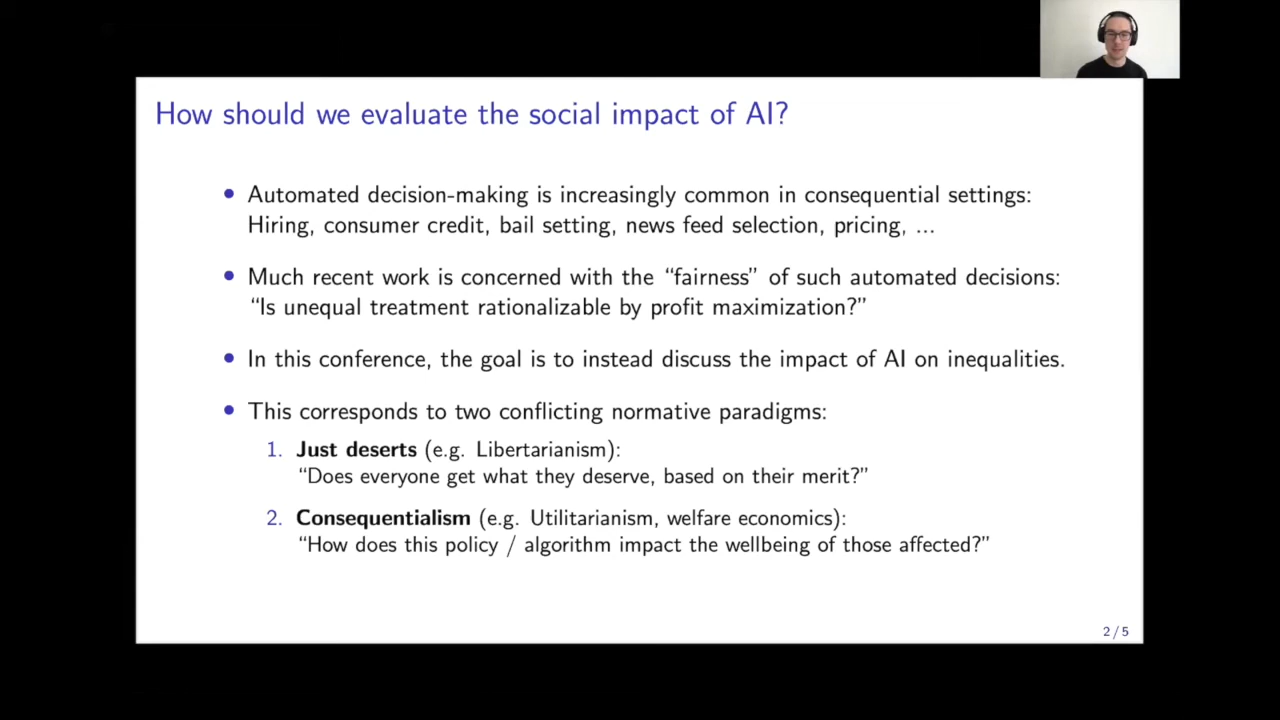 How should we evaluate the social impact of AI?
• Automated decision-making is increasingly common in consequential settings:
Hiring, consumer credit, bail setting, news feed selection, pricing, ...
• Much recent work is concerned with the “fairness” of such automated decisions:
“Is unequal treatment rationalizable by profit maximization?”
• In this conference, the goal is to instead discuss the impact of AI on inequalities.
• This corresponds to two conflicting normative paradigms:
1. Just deserts (e.g. Libertarianism):
“Does everyone get what they deserve, based on their merit?”
2. Consequentialism (e.g. Utilitarianism, welfare economics):
“How does this policy / algorithm impact the wellbeing of those affected?”
2 / 5